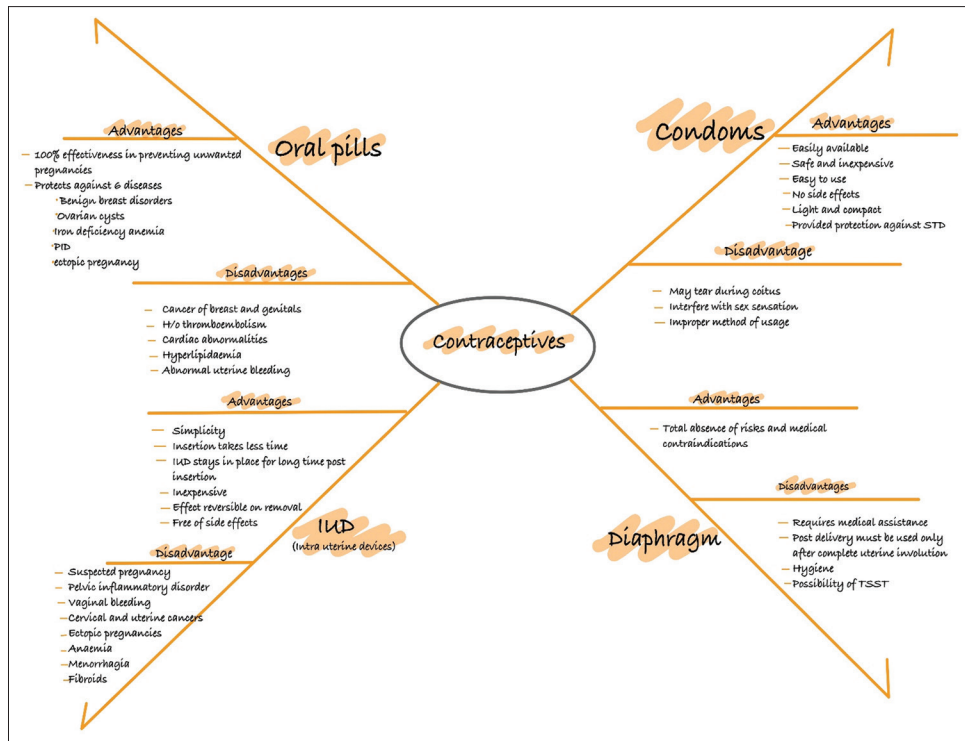 Contraceptives
Oral pills
Advantages
— 100% effectiveness in preventing unwanted
pregnancies
— Protects against 6 diseases
• Benign breast disorders
• Ovarian cysts
• Iron deficiency anemia
• PID
• ectopic pregnancy
Disadvantages
— Cancer of breast and genitals
— H/o thromboembolism
— Cardiac abnormalities
— Hyperlipidaemia
— Abnormal uterine bleeding
Condoms
Advantages
— Easily available
— Safe and inexpensive
— Easy to use
— No side effects
— Light and compact
— Provided protection against STD
Disadvantage
— May tear during coitus
— Interfere with sex sensation
— Improper method of usage
IUD
(Intra uterine devices)
Advantages
— Simplicity
— Insertion takes less time
— IUD stays in place for long time post
insertion
— Inexpensive
— Effect reversible on removal
— Free of side effects
Disadvantage
— Suspected pregnancy
— Pelvic inflammatory disorder
— Vaginal bleeding
— Cervical and uterine cancers
— Ectopic pregnancies
— Anaemia
— Menorrhagia
— Fibroids
Diaphragm
Advantages
— Total absence of risks and medical
contraindications
Disadvantages
— Requires medical assistance
— Post delivery must be used only
after complete uterine involution
— Hygiene
— Possibility of TSST